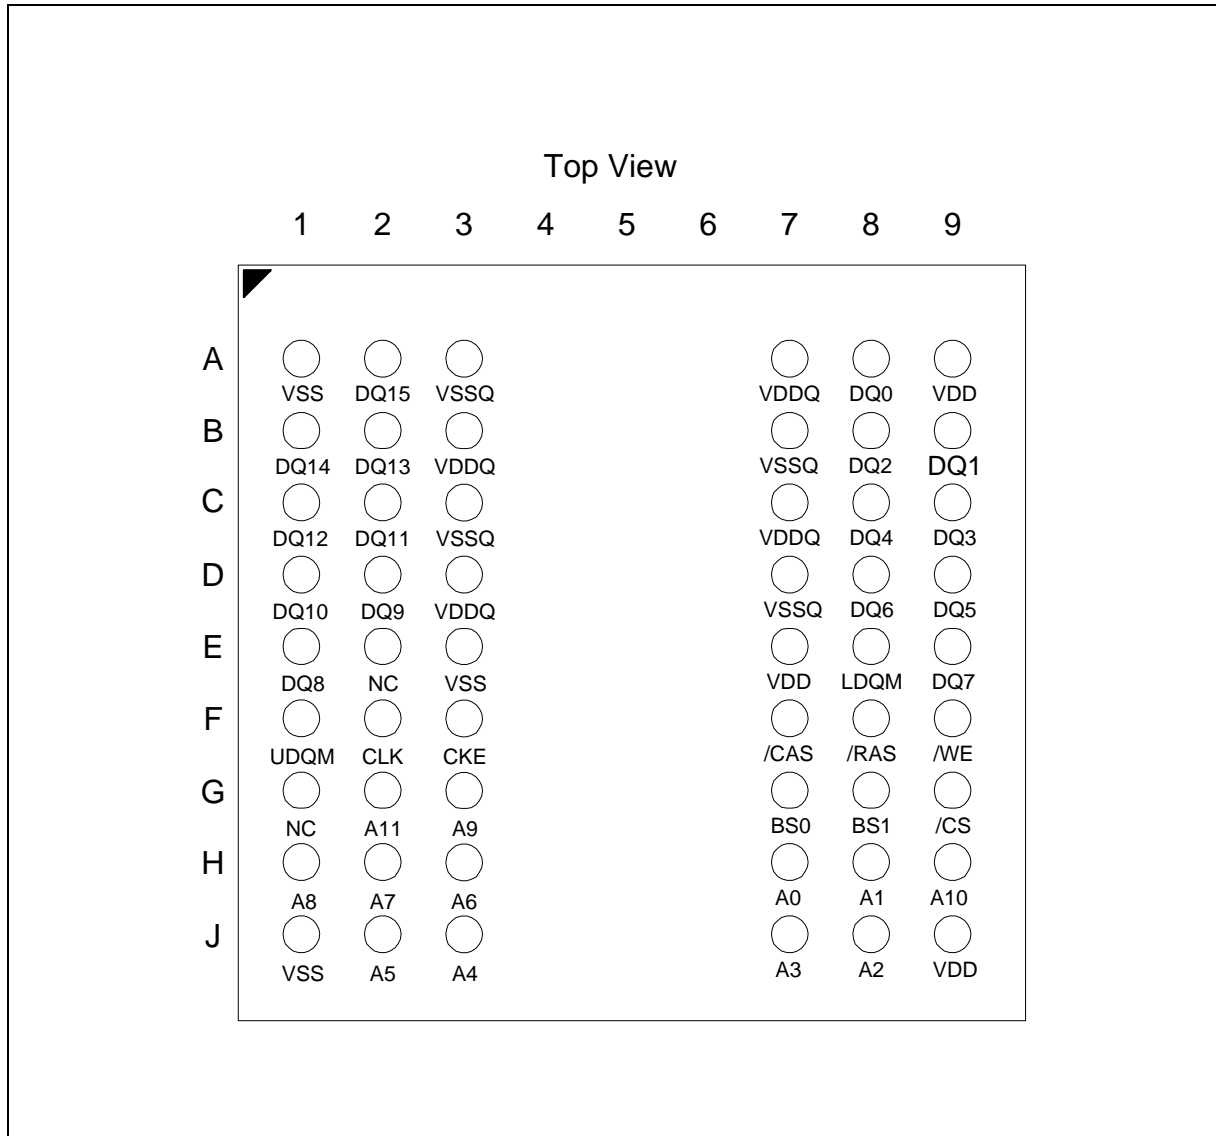 Top View
1 2 3 4 5 6 7 8 9
A
VSS DQ15 VSSQ VDDQ DQ0 VDD
B
DQ14 DQ13 VDDQ VSSQ DQ2 DQ1
C
DQ12 DQ11 VSSQ VDDQ DQ4 DQ3
D
DQ10 DQ9 VDDQ VSSQ DQ6 DQ5
E
DQ8 NC VSS VDD LDQM DQ7
F
UDQM CLK CKE /CAS /RAS /WE
G
NC A11 A9 BS0 BS1 /CS
H
A8 A7 A6 A0 A1 A10
J
VSS A5 A4 A3 A2 VDD